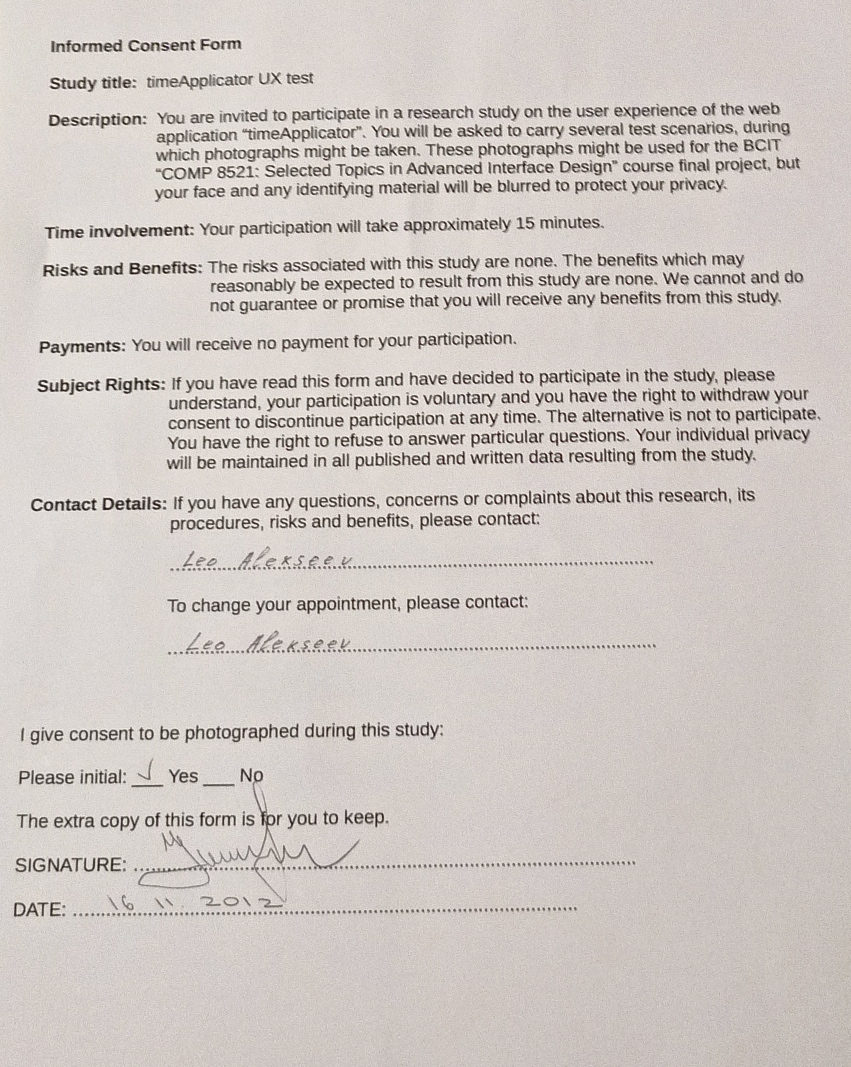 Informed Consent Form
Study title: timeApplicator UX test
Description: You are invited to participate in a research study on the user experience of the web
application “timeApplicator”. You will be asked to carry several test scenarios, during
which photographs might be taken. These photographs might be used for the BCIT
“COMP 8521: Selected Topics in Advanced Interface Design” course final project, but
your face and any identifying material will be blurred to protect your privacy.
Time involvement: Your participation will take approximately 15 minutes.
Risks and Benefits: The risks associated with this study are none. The benefits which may
reasonably be expected to result from this study are none. We cannot and do
not guarantee or promise that you will receive any benefits from this study.
Payments: You will receive no payment for your participation.
Subject Rights: If you have read this form and have decided to participate in the study, please
understand, your participation is voluntary and you have the right to withdraw your
consent to discontinue participation at any time. The alternative is not to participate.
You have the right to refuse to answer particular questions. Your individual privacy
will be maintained in all published and written data resulting from the study.
Contact Details: If you have any questions, concerns or complaints about this research, its
procedures, risks and benefits, please contact:
Leo Alekseev
To change your appointment, please contact:
Leo Alekseev
I give consent to be photographed during this study:
Please initial: ✓ Yes ___ No
The extra copy of this form is for you to keep.
SIGNATURE:
DATE: 16 11. 2012